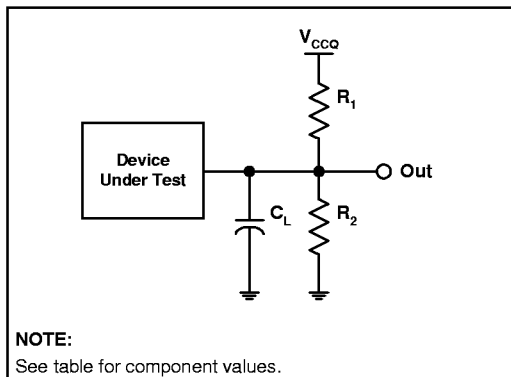 V_CCQ
R_1
Device
Under Test
Out
C_L
R_2
NOTE:
See table for component values.